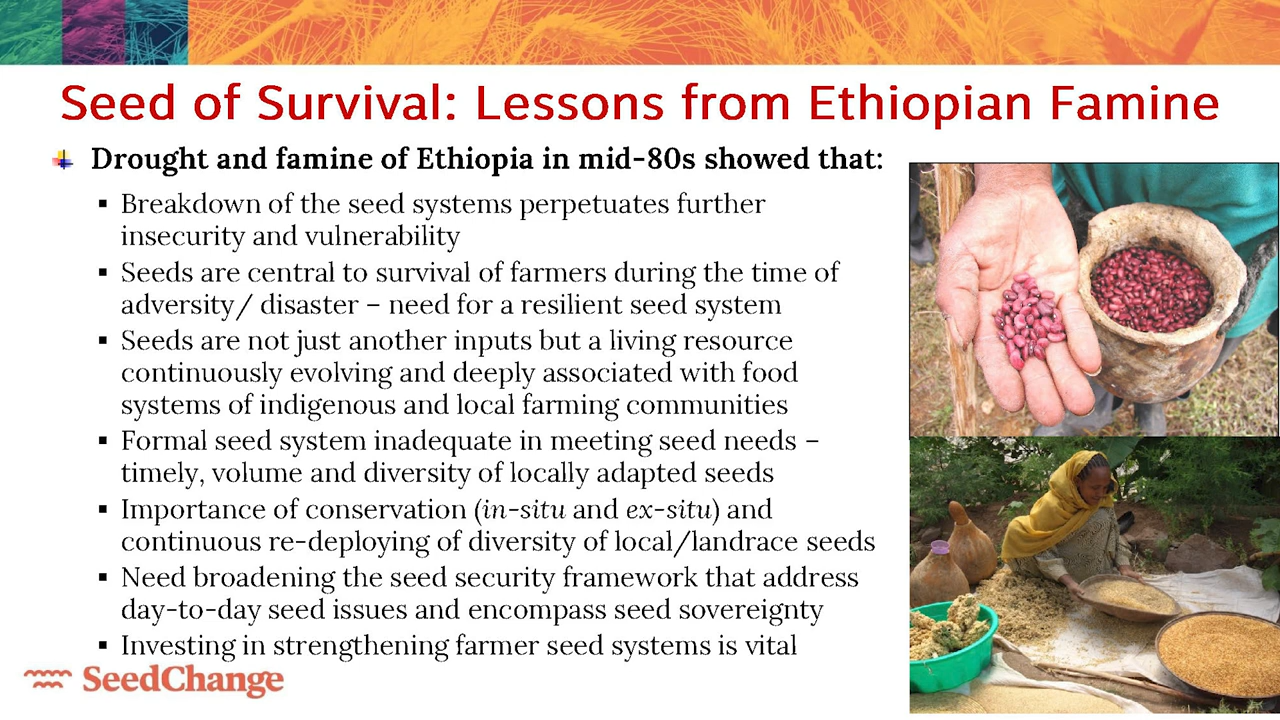 Seed of Survival: Lessons from Ethiopian Famine
Drought and famine of Ethiopia in mid-80s showed that:
▪ Breakdown of the seed systems perpetuates further
insecurity and vulnerability
▪ Seeds are central to survival of farmers during the time of
adversity/ disaster – need for a resilient seed system
▪ Seeds are not just another inputs but a living resource
continuously evolving and deeply associated with food
systems of indigenous and local farming communities
▪ Formal seed system inadequate in meeting seed needs –
timely, volume and diversity of locally adapted seeds
▪ Importance of conservation (in-situ and ex-situ) and
continuous re-deploying of diversity of local/landrace seeds
▪ Need broadening the seed security framework that address
day-to-day seed issues and encompass seed sovereignty
▪ Investing in strengthening farmer seed systems is vital
SeedChange